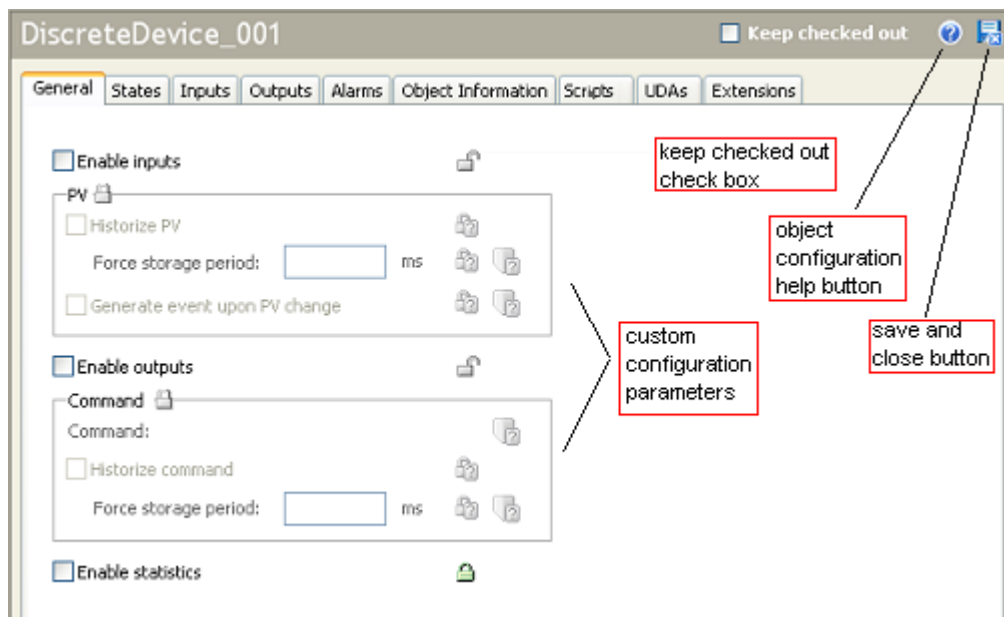 DiscreteDevice_001
Keep checked out
General States Inputs Outputs Alarms Object Information Scripts UDAs Extensions
Enable inputs
keep checked out
check box
PV
Historize PV
Force storage period: ms
Generate event upon PV change
object
configuration
help button
save and
close button
custom
configuration
parameters
Enable outputs
Command
Command:
Historize command
Force storage period: ms
Enable statistics